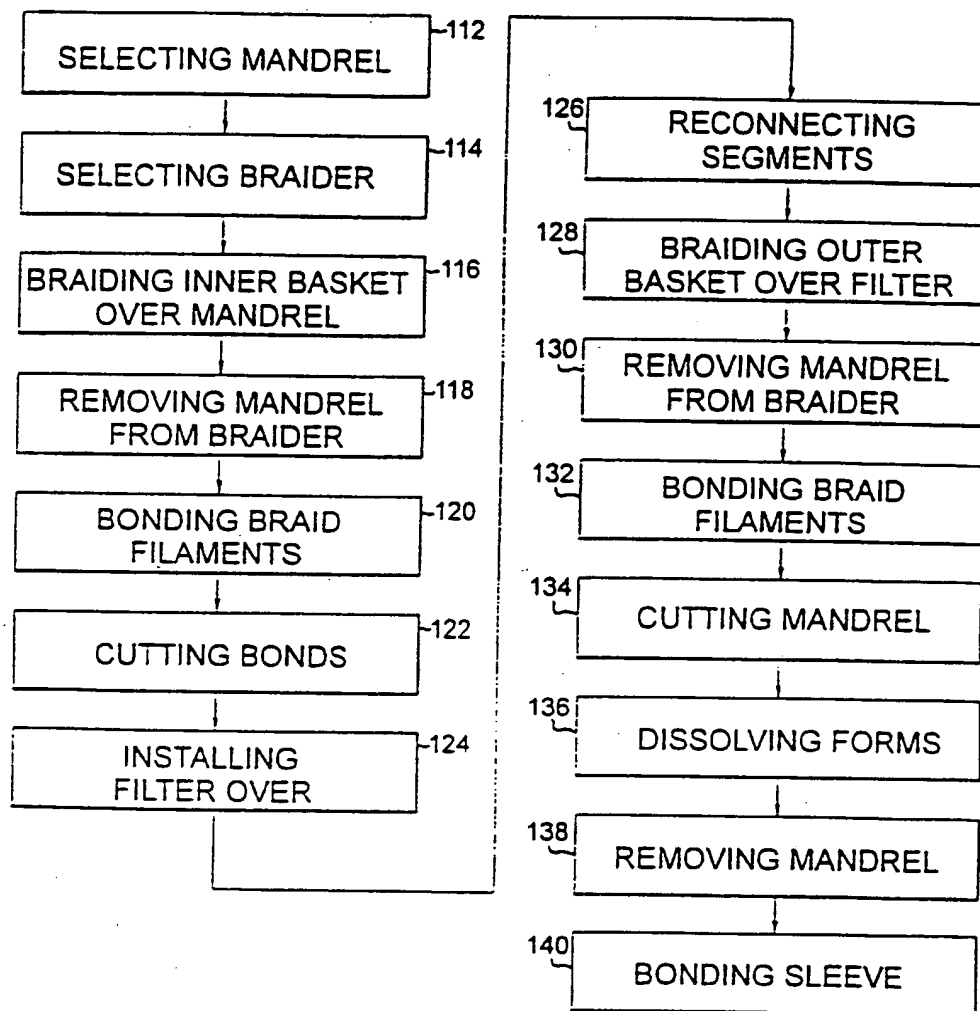 112
SELECTING MANDREL
114
SELECTING BRAIDER
116
BRAIDING INNER BASKET
OVER MANDREL
118
REMOVING MANDREL
FROM BRAIDER
120
BONDING BRAID
FILAMENTS
122
CUTTING BONDS
124
INSTALLING
FILTER OVER
126
RECONNECTING
SEGMENTS
128
BRAIDING OUTER
BASKET OVER FILTER
130
REMOVING MANDREL
FROM BRAIDER
132
BONDING BRAID
FILAMENTS
134
CUTTING MANDREL
136
DISSOLVING FORMS
138
REMOVING MANDREL
140
BONDING SLEEVE